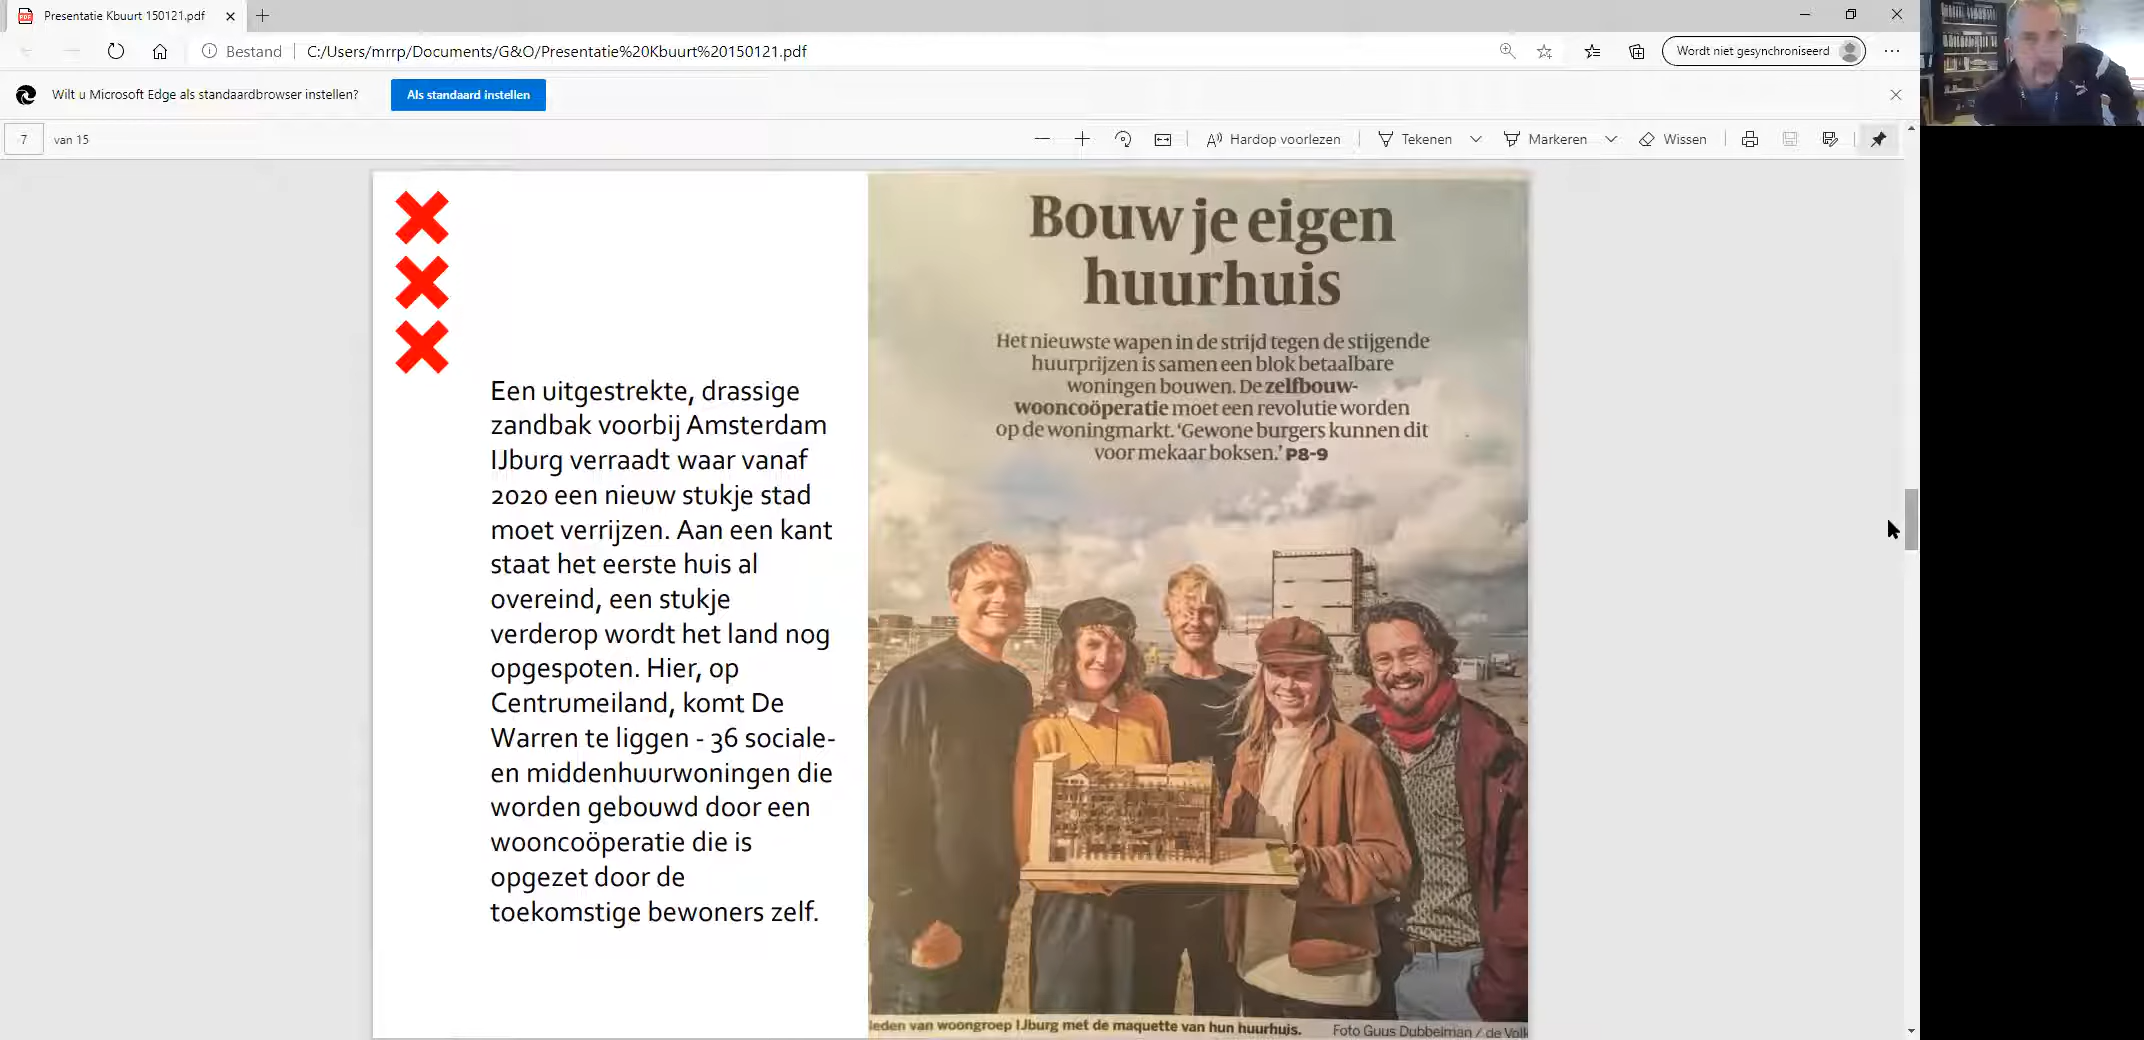 Presentatie Kbuurt 150121.pdf
Bestand
C:/Users/mrrp/Documents/G&O/Presentatie%20Kbuurt%20150121.pdf
Wordt niet gesynchroniseerd
Wilt u Microsoft Edge als standaardbrowser instellen?
Als standaard instellen
7 van 15
Hardop voorlezen
Tekenen
Markeren
Wissen
Een uitgestrekte, drassige
zandbak voorbij Amsterdam
IJburg verraadt waar vanaf
2020 een nieuw stukje stad
moet verrijzen. Aan een kant
staat het eerste huis al
overeind, een stukje
verderop wordt het land nog
opgespoten. Hier, op
Centrumeiland, komt De
Warren te liggen - 36 sociale-
en middenhuurwoningen die
worden gebouwd door een
wooncoöperatie die is
opgezet door de
toekomstige bewoners zelf.
Bouw je eigen
huurhuis
Het nieuwste wapen in de strijd tegen de stijgende
huurprijzen is samen een blok betaalbare
woningen bouwen. De zelfbouw-
wooncoöperatie moet een revolutie worden
op de woningmarkt. ‘Gewone burgers kunnen dit
voor mekaar boksen.’ P8-9
leden van woongroep IJburg met de maquette van hun huurhuis.
Foto Guus Dubbelman / de Volk